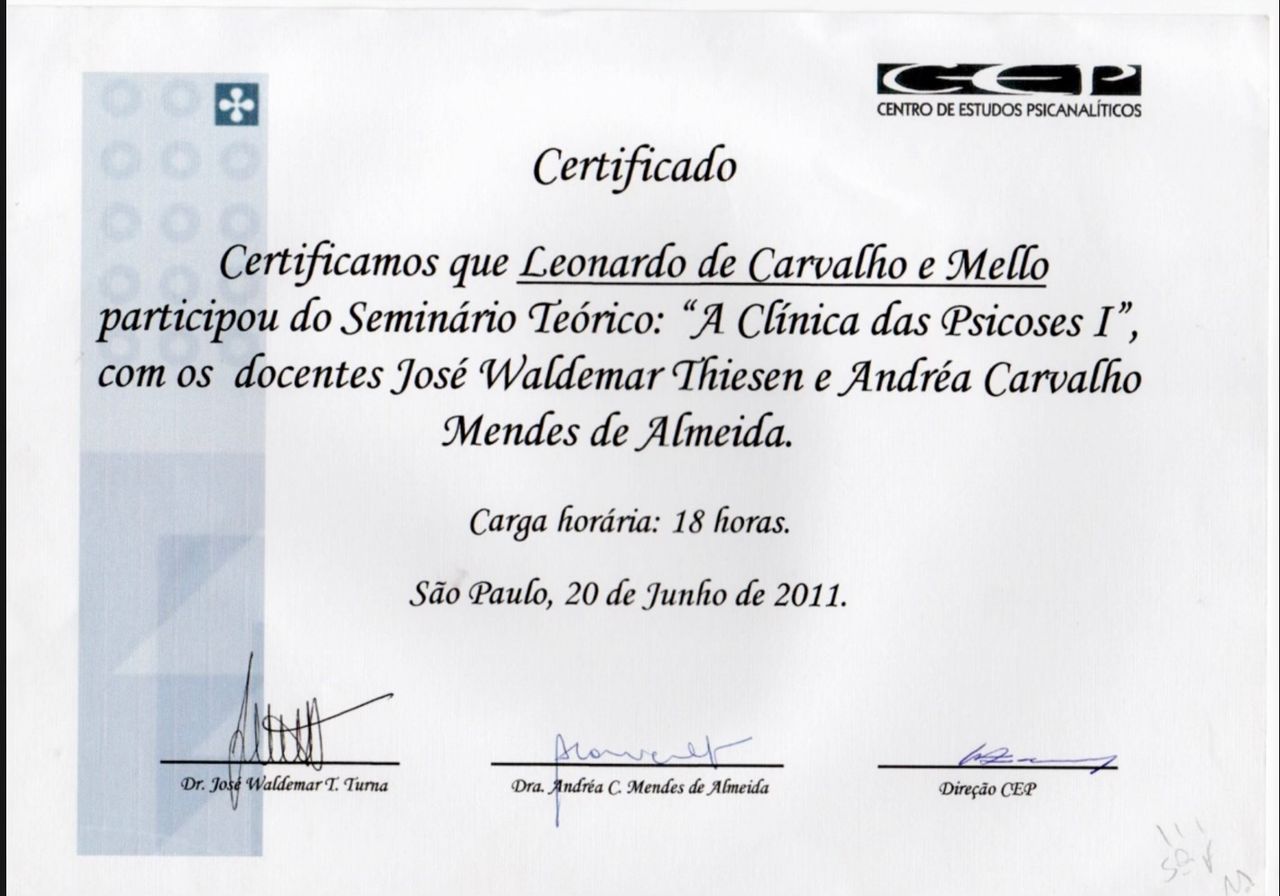 CEP
CENTRO DE ESTUDOS PSICANALÍTICOS
Certificado
Certificamos que Leonardo de Carvalho e Mello
participou do Seminário Teórico: “A Clínica das Psicoses I”,
com os docentes José Waldemar Thiesen e Andréa Carvalho
Mendes de Almeida.
Carga horária: 18 horas.
São Paulo, 20 de Junho de 2011.
Dr. José Waldemar T. Turna
Dra. Andréa C. Mendes de Almeida
Direção CEP